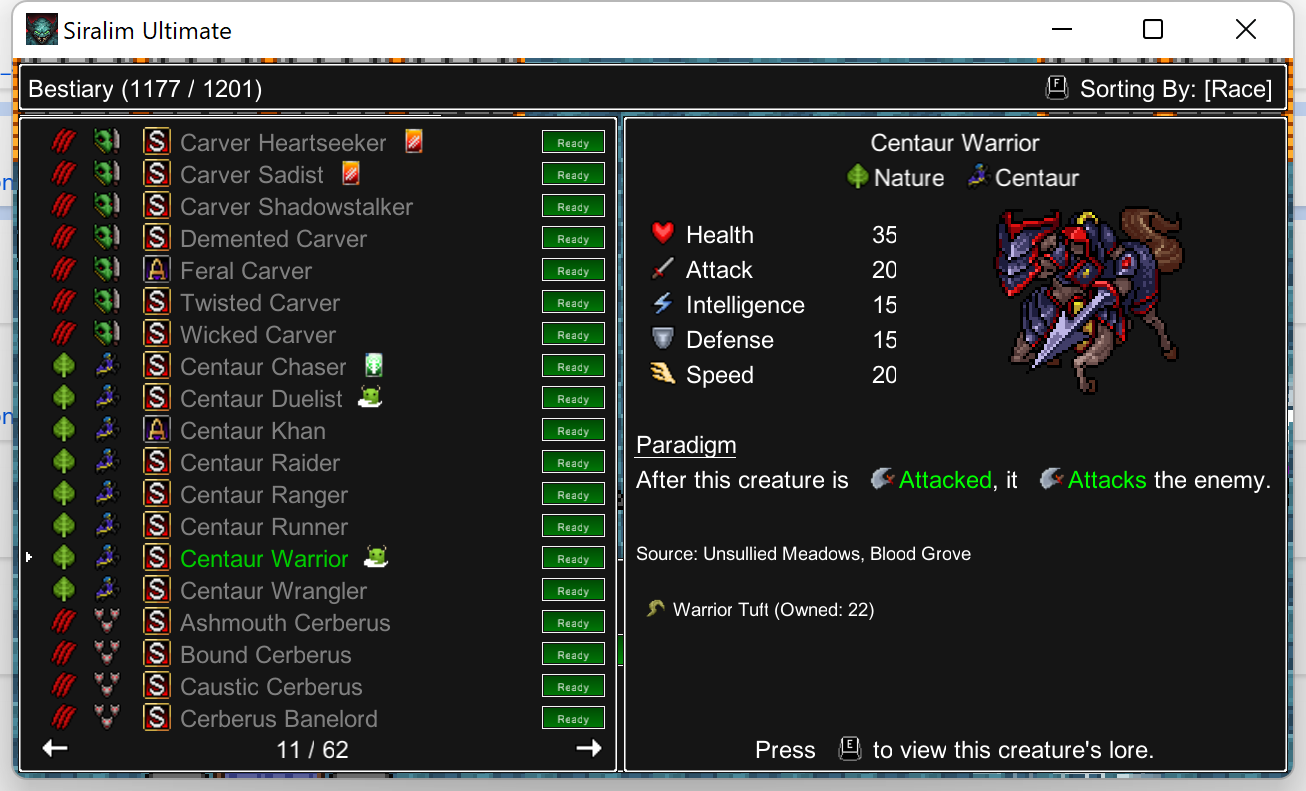 Siralim Ultimate
Bestiary (1177 / 1201)
F Sorting By: [Race]
S Carver Heartseeker Ready
S Carver Sadist Ready
S Carver Shadowstalker Ready
S Demented Carver Ready
A Feral Carver Ready
S Twisted Carver Ready
S Wicked Carver Ready
S Centaur Chaser Ready
S Centaur Duelist Ready
A Centaur Khan Ready
S Centaur Raider Ready
S Centaur Ranger Ready
S Centaur Runner Ready
S Centaur Warrior Ready
S Centaur Wrangler Ready
S Ashmouth Cerberus Ready
S Bound Cerberus Ready
S Caustic Cerberus Ready
S Cerberus Banelord Ready
11 / 62
Centaur Warrior
Nature Centaur
Health 35
Attack 20
Intelligence 15
Defense 15
Speed 20
Paradigm
After this creature is Attacked, it Attacks the enemy.
Source: Unsullied Meadows, Blood Grove
Warrior Tuft (Owned: 22)
Press E to view this creature's lore.